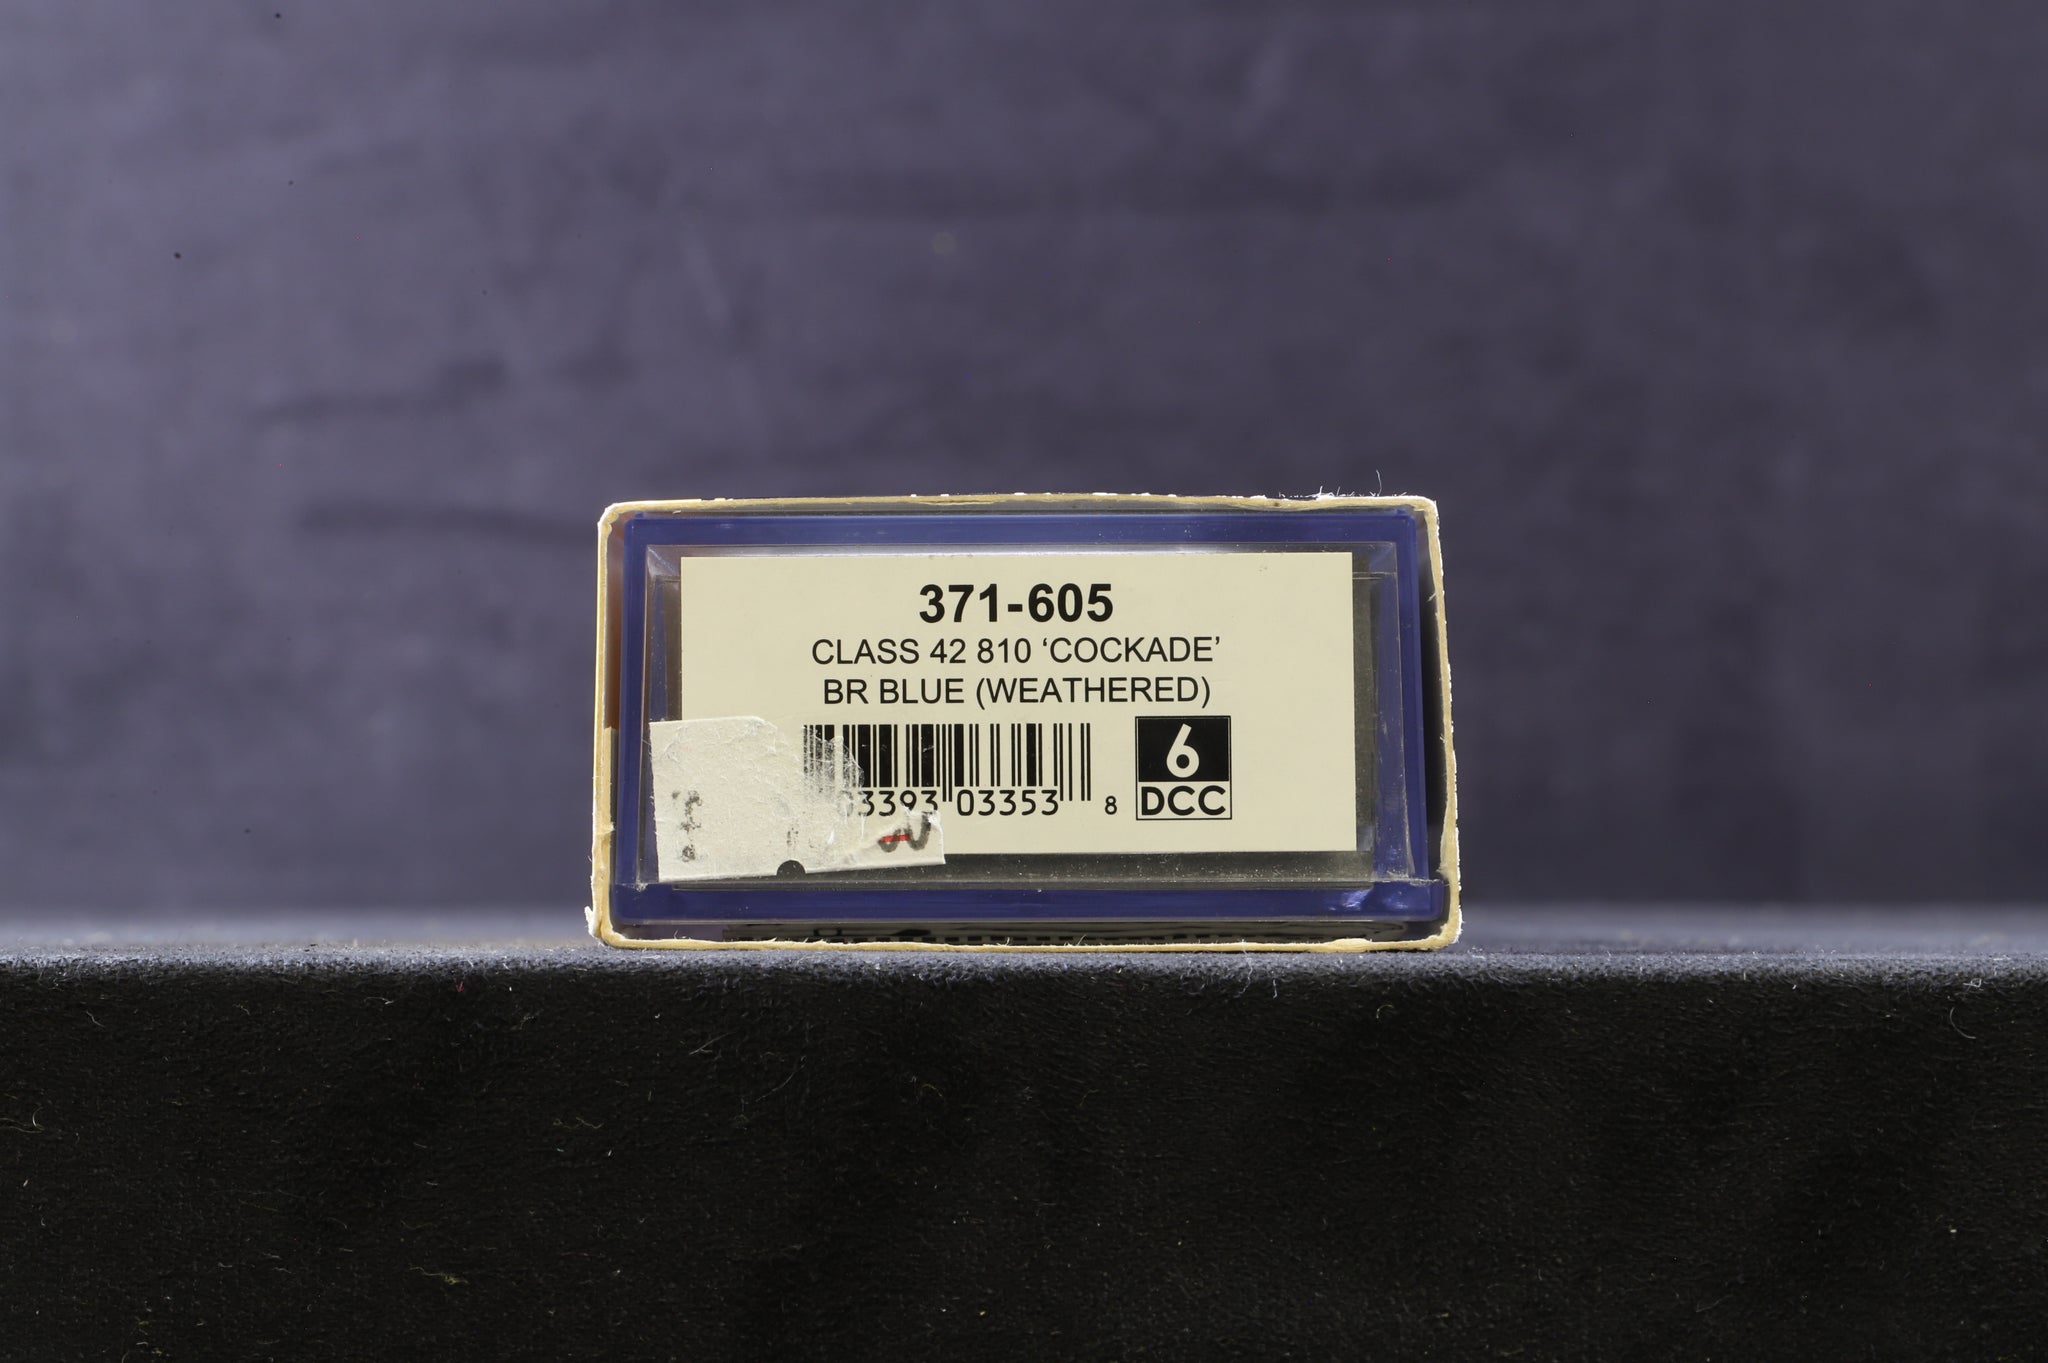 371-605
CLASS 42 810 ‘COCKADE’
BR BLUE (WEATHERED)
6
03393 03353 8
DCC